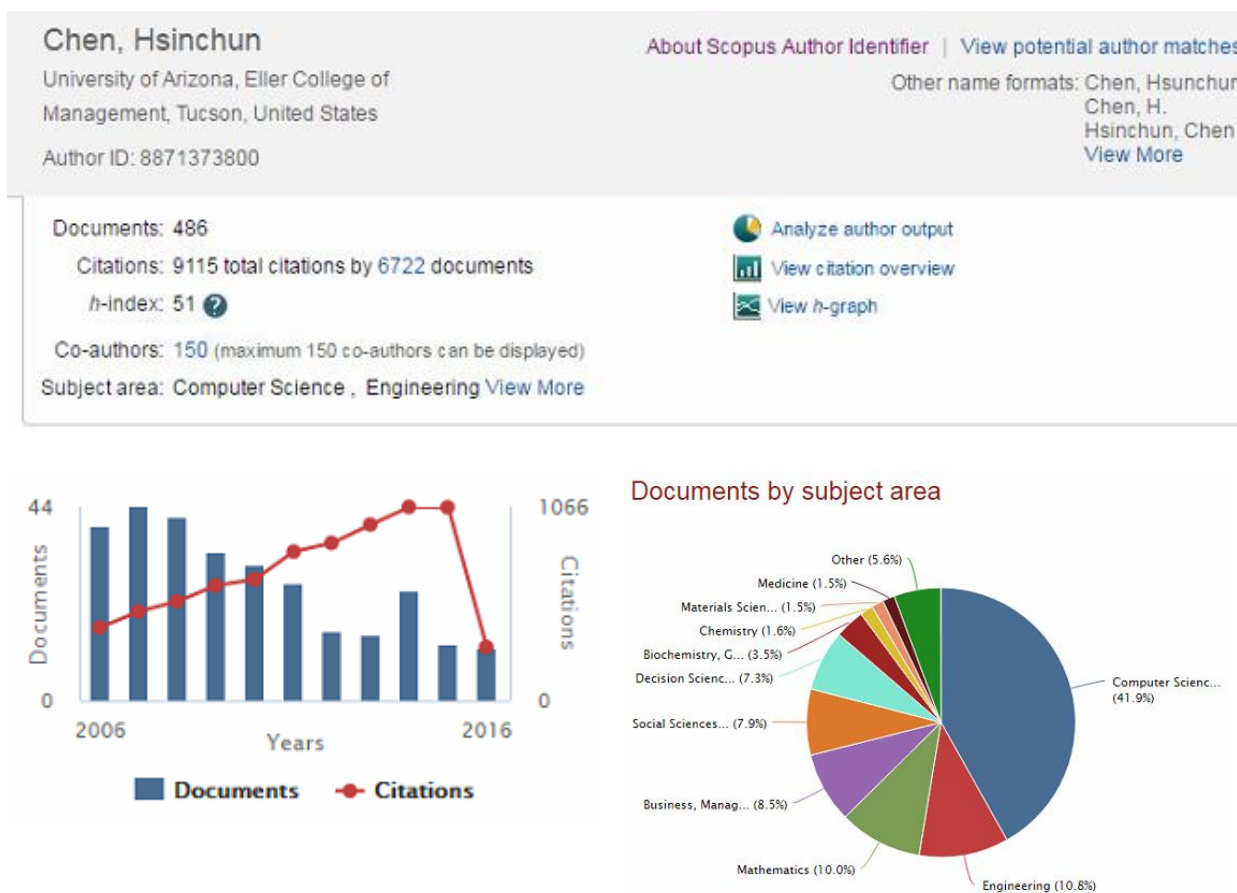 Chen, Hsinchun
University of Arizona, Eller College of
Management, Tucson, United States
Author ID: 8871373800
About Scopus Author Identifier | View potential author matches
Other name formats: Chen, Hsunchun
Chen, H.
Hsinchun, Chen
View More
Documents: 486
Citations: 9115 total citations by 6722 documents
h-index: 51 ?
Co-authors: 150 (maximum 150 co-authors can be displayed)
Subject area: Computer Science , Engineering View More
Analyze author output
View citation overview
View h-graph
44
1066
Documents
Citations
0
0
2006
Years
2016
Documents
Citations
Documents by subject area
Other (5.6%)
Medicine (1.5%)
Materials Scien... (1.5%)
Chemistry (1.6%)
Biochemistry, G... (3.5%)
Decision Scienc... (7.3%)
Social Sciences... (7.9%)
Business, Manag... (8.5%)
Mathematics (10.0%)
Engineering (10.8%)
Computer Scienc...
(41.9%)